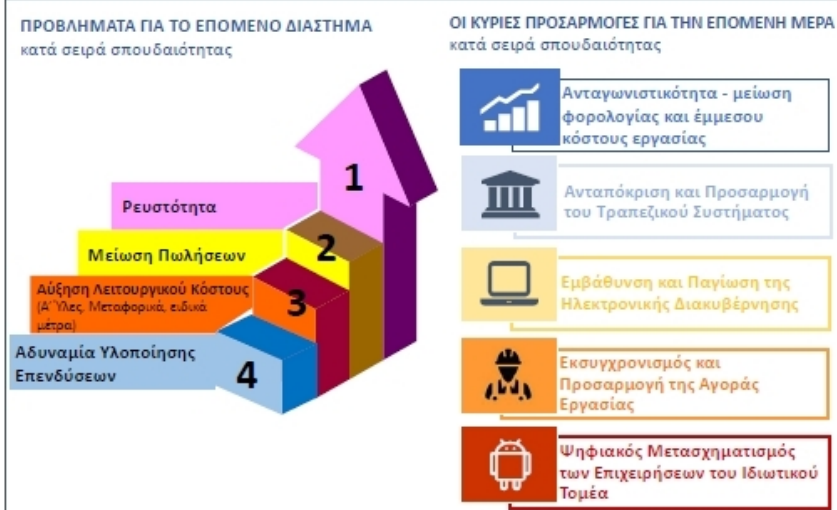 ΠΡΟΒΛΗΜΑΤΑ ΓΙΑ ΤΟ ΕΠΟΜΕΝΟ ΔΙΑΣΤΗΜΑ
κατά σειρά σπουδαιότητας
1
Ρευστότητα
2
Μείωση Πωλήσεων
3
Αύξηση Λειτουργικού Κόστους
(Α΄ Ύλες, Μεταφορικά, ειδικά
μέτρα)
4
Αδυναμία Υλοποίησης
Επενδύσεων
ΟΙ ΚΥΡΙΕΣ ΠΡΟΣΑΡΜΟΓΕΣ ΓΙΑ ΤΗΝ ΕΠΟΜΕΝΗ ΜΕΡΑ
κατά σειρά σπουδαιότητας
Ανταγωνιστικότητα - μείωση
φορολογίας και έμμεσου
κόστους εργασίας
Ανταπόκριση και Προσαρμογή
του Τραπεζικού Συστήματος
Εμβάθυνση και Παγίωση της
Ηλεκτρονικής Διακυβέρνησης
Εκσυγχρονισμός και
Προσαρμογή της Αγοράς
Εργασίας
Ψηφιακός Μετασχηματισμός
των Επιχειρήσεων του Ιδιωτικού
Τομέα